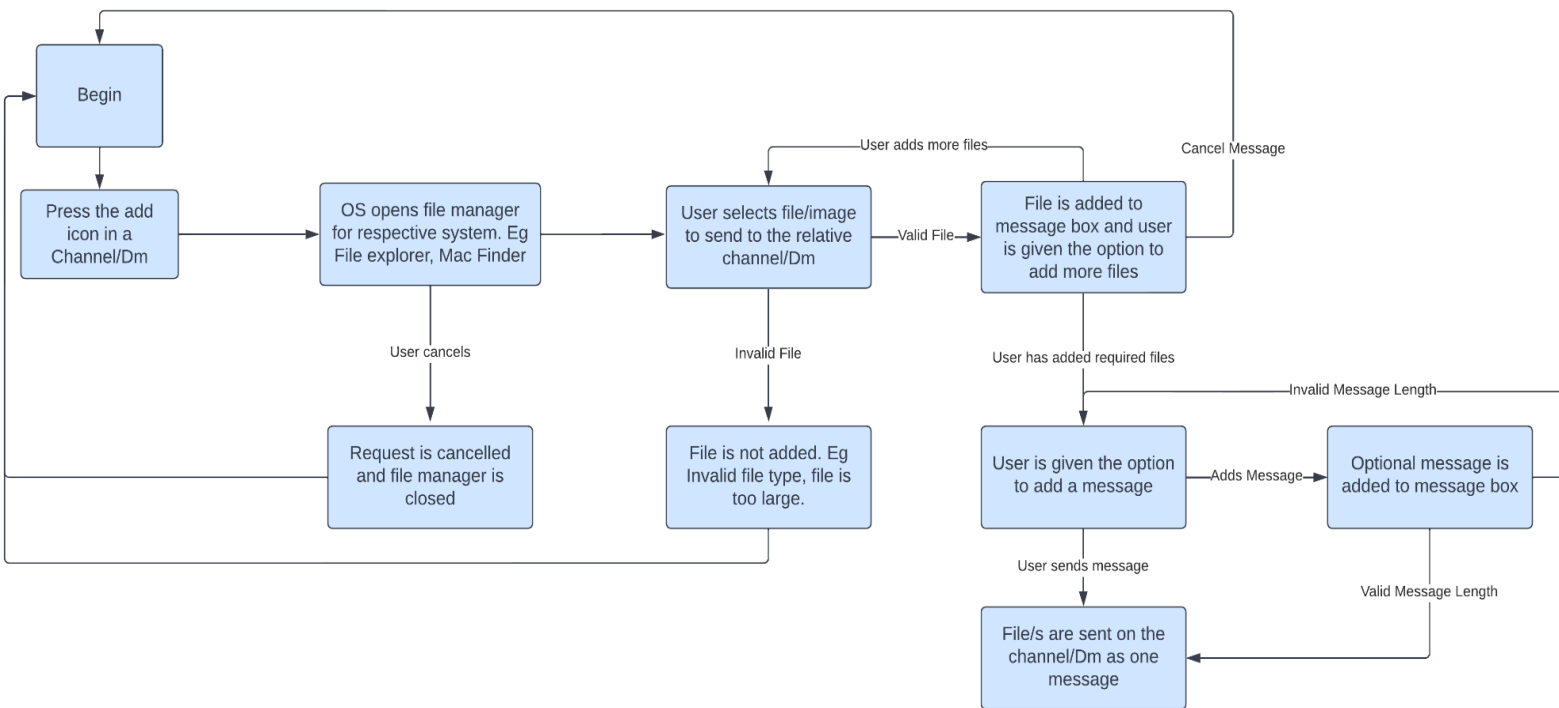 Begin
User adds more files
Cancel Message
Press the add
icon in a
Channel/Dm
OS opens file manager
for respective system. Eg
File explorer, Mac Finder
User selects file/image
to send to the relative
channel/Dm
Valid File
File is added to
message box and user
is given the option to
add more files
User cancels
Invalid File
User has added required files
Invalid Message Length
Request is cancelled
and file manager is
closed
File is not added. Eg
Invalid file type, file is
too large.
User is given the option
to add a message
Adds Message
Optional message is
added to message box
User sends message
Valid Message Length
File/s are sent on the
channel/Dm as one
message